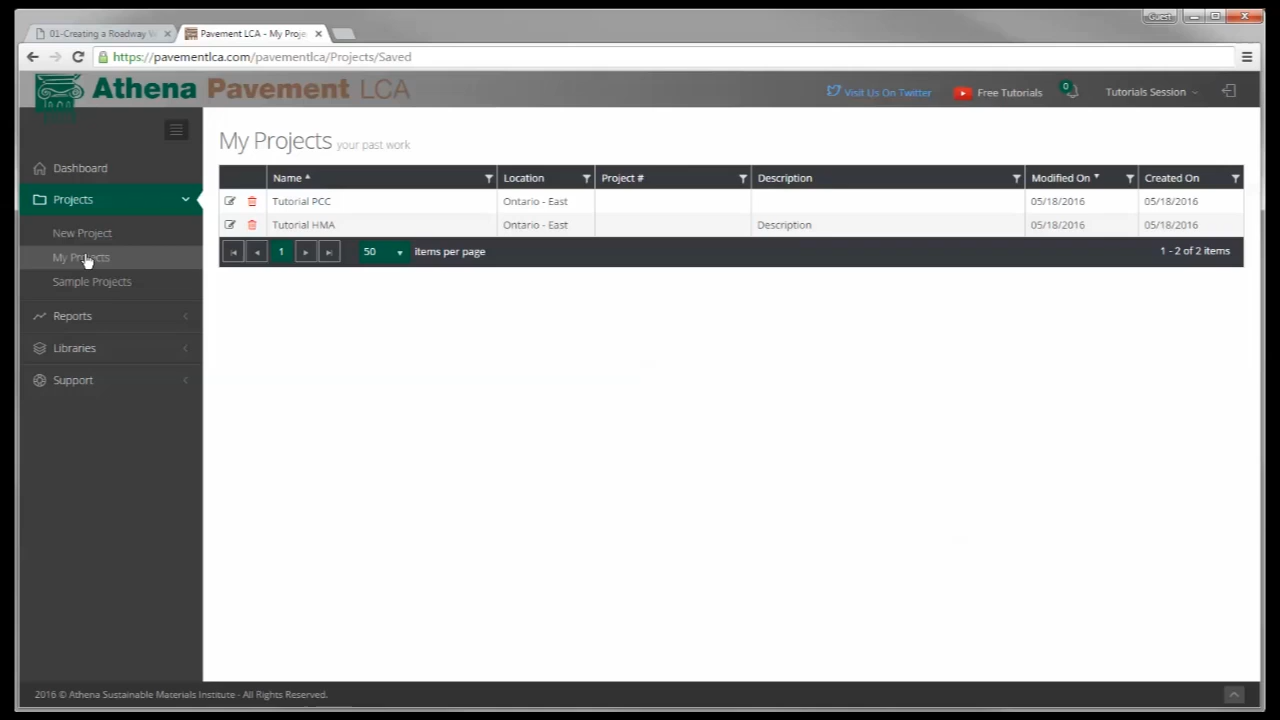 Guest
01-Creating a Roadway
Pavement LCA - My Proje
https://pavementlca.com/pavementlca/Projects/Saved
Athena Pavement LCA
Visit Us On Twitter
Free Tutorials
0
Tutorials Session
My Projects your past work
Dashboard
Projects
New Project
My Projects
Sample Projects
Reports
Libraries
Support
Name Location Project # Description Modified On Created On
Tutorial PCC Ontario - East 05/18/2016 05/18/2016
Tutorial HMA Ontario - East Description 05/18/2016 05/18/2016
1 50 items per page 1 - 2 of 2 items
2016 © Athena Sustainable Materials Institute - All Rights Reserved.